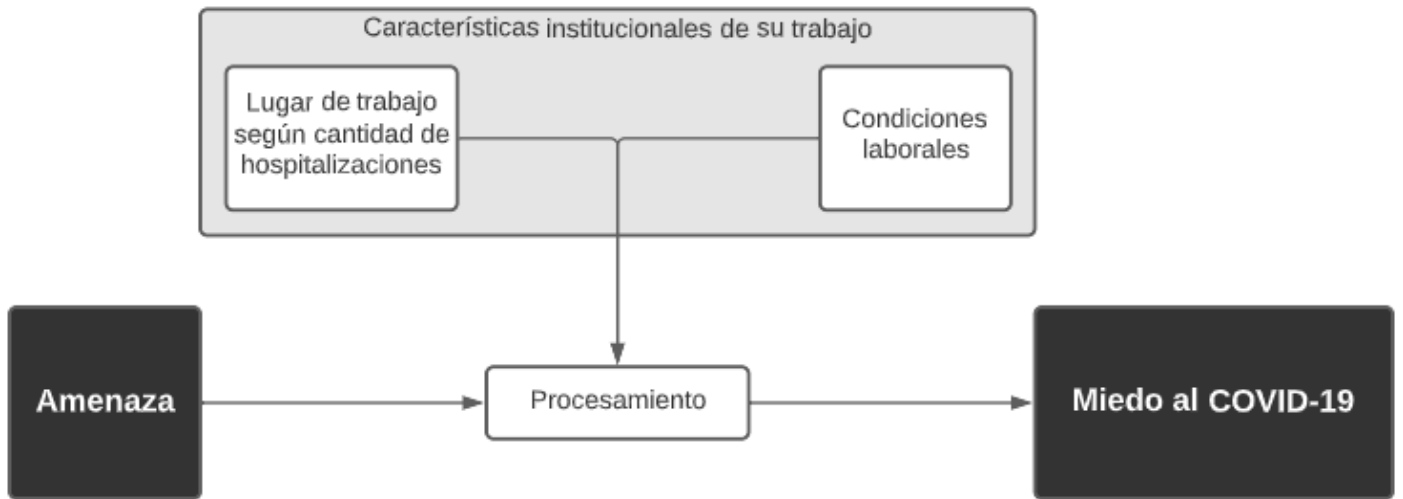 Características institucionales de su trabajo
Lugar de trabajo
según cantidad de
hospitalizaciones
Condiciones
laborales
Amenaza
Procesamiento
Miedo al COVID-19